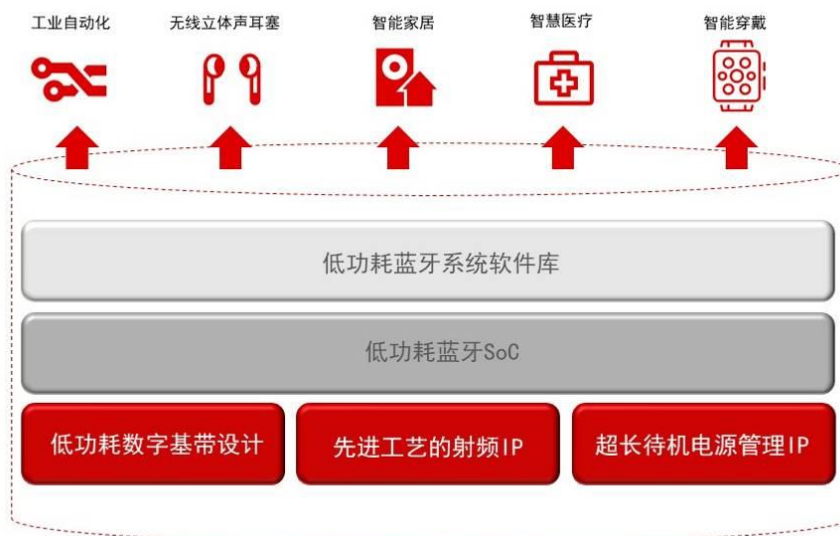 工业自动化
无线立体声耳塞
智能家居
智慧医疗
智能穿戴
低功耗蓝牙系统软件库
低功耗蓝牙SoC
低功耗数字基带设计
先进工艺的射频IP
超长待机电源管理IP